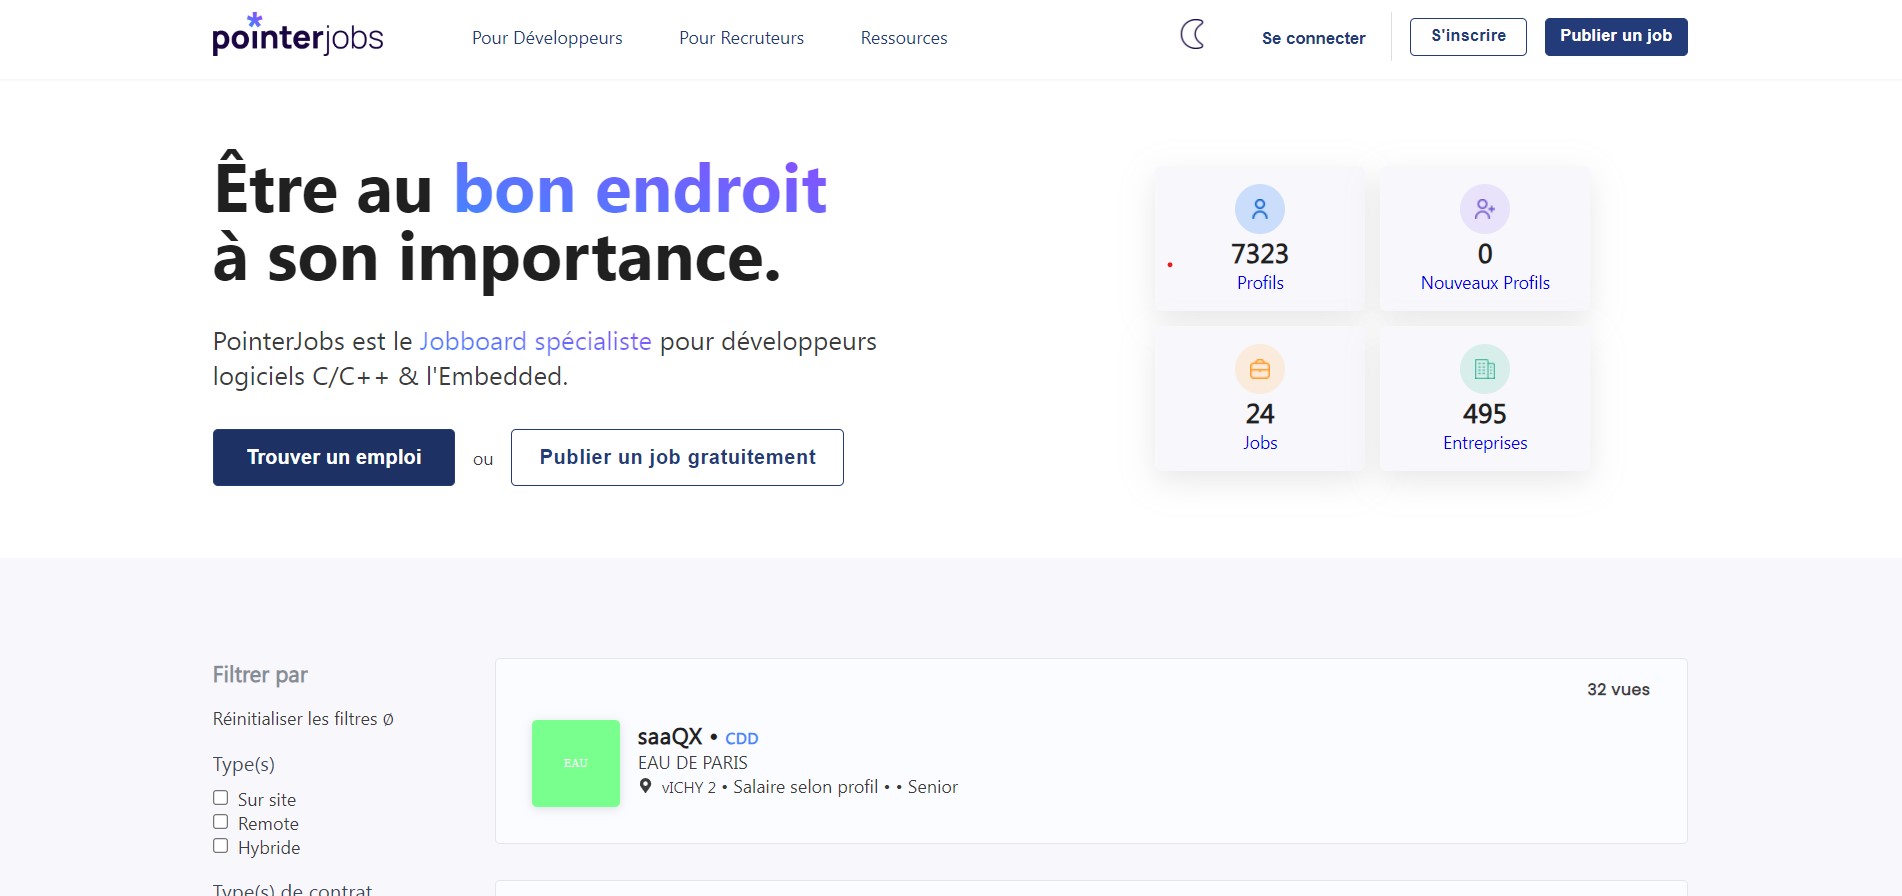 pointerjobs
Pour Développeurs
Pour Recruteurs
Ressources
Se connecter
S'inscrire
Publier un job
Être au bon endroit
à son importance.
PointerJobs est le Jobboard spécialiste pour développeurs
logiciels C/C++ & l'Embedded.
Trouver un emploi
ou
Publier un job gratuitement
7323
Profils
0
Nouveaux Profils
24
Jobs
495
Entreprises
Filtrer par
Réinitialiser les filtres Ø
Type(s)
Sur site
Remote
Hybride
Type(s) de contrat
32 vues
EAU
saaQX • CDD
EAU DE PARIS
vICHY 2 • Salaire selon profil • • Senior